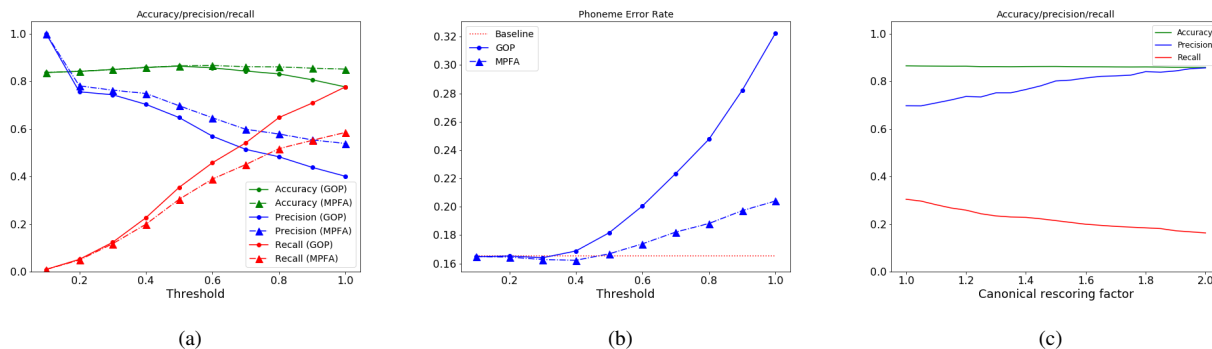 Accuracy/precision/recall
1.0
0.8
0.6
0.4
0.2
0.0
Accuracy (GOP)
Accuracy (MPFA)
Precision (GOP)
Precision (MPFA)
Recall (GOP)
Recall (MPFA)
0.2 0.4 0.6 0.8 1.0
Threshold
(a)
Phoneme Error Rate
0.32
0.30
0.28
0.26
0.24
0.22
0.20
0.18
0.16
Baseline
GOP
MPFA
0.2 0.4 0.6 0.8 1.0
Threshold
(b)
Accuracy/precision/recall
1.0
0.8
0.6
0.4
0.2
0.0
Accuracy
Precision
Recall
1.0 1.2 1.4 1.6 1.8 2.0
Canonical rescoring factor
(c)